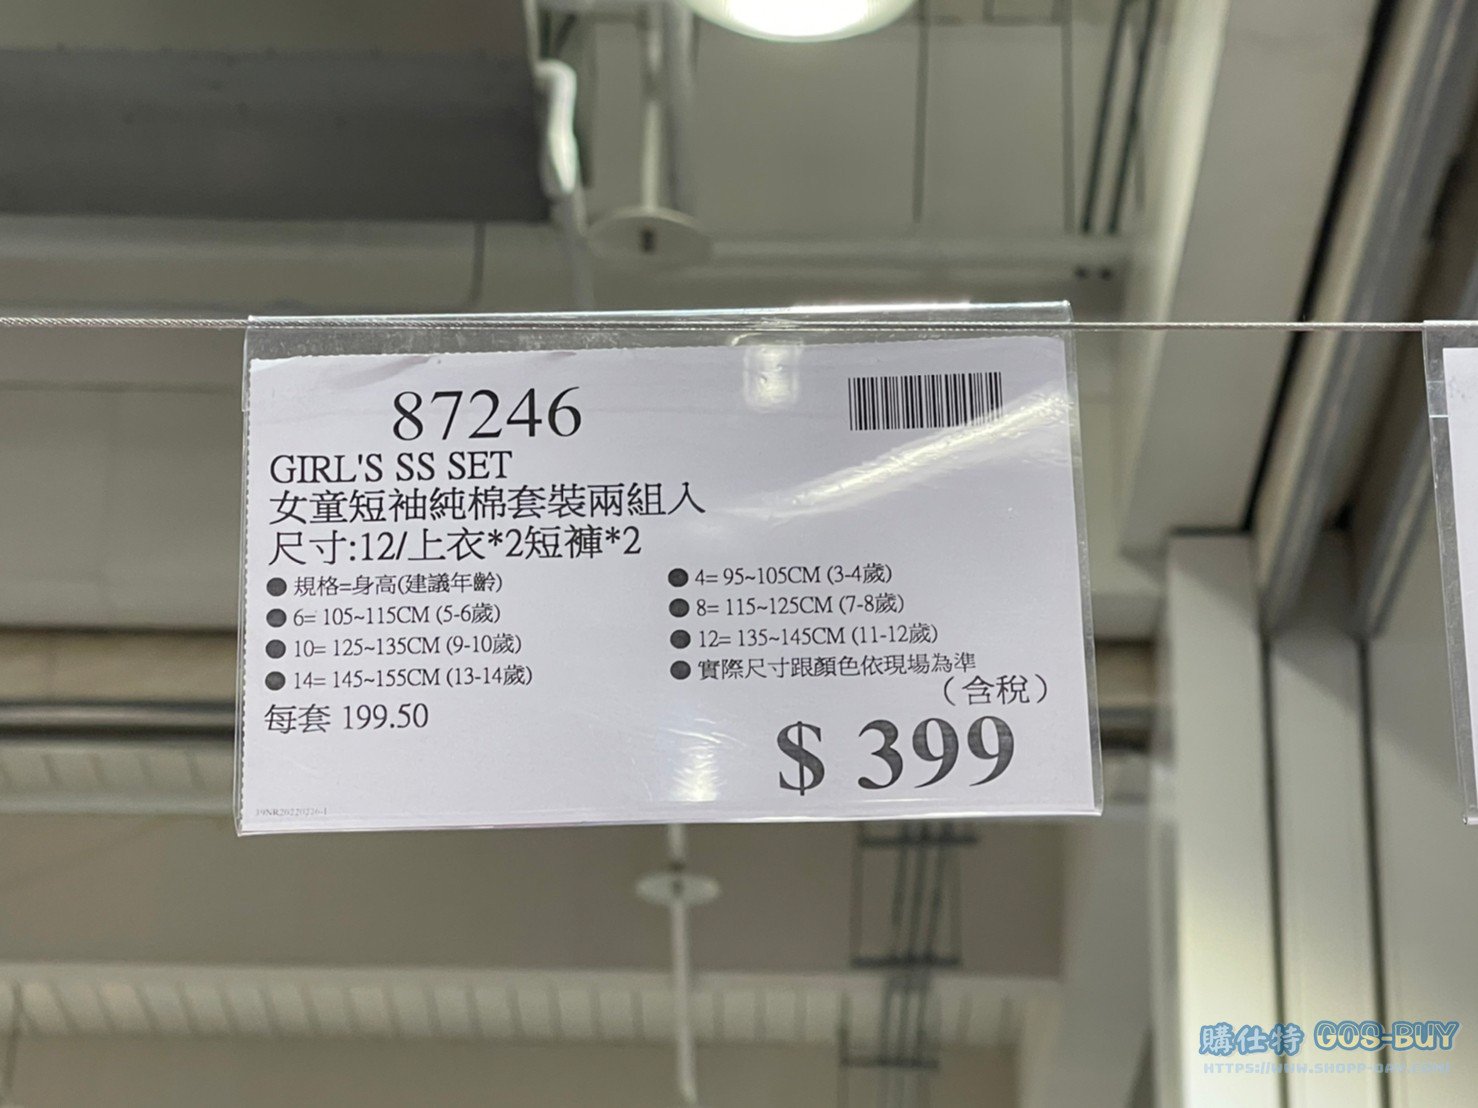 87246
GIRL'S SS SET
女童短袖純棉套裝兩組入
尺寸:12/上衣*2短褲*2
● 規格=身高(建議年齡)
● 4= 95~105CM (3-4歲)
● 6= 105~115CM (5-6歲)
● 8= 115~125CM (7-8歲)
● 10= 125~135CM (9-10歲)
● 12= 135~145CM (11-12歲)
● 14= 145~155CM (13-14歲)
● 實際尺寸跟顏色依現場為準
(含稅)
每套 199.50
$ 399
購仕特 GOS-BUY